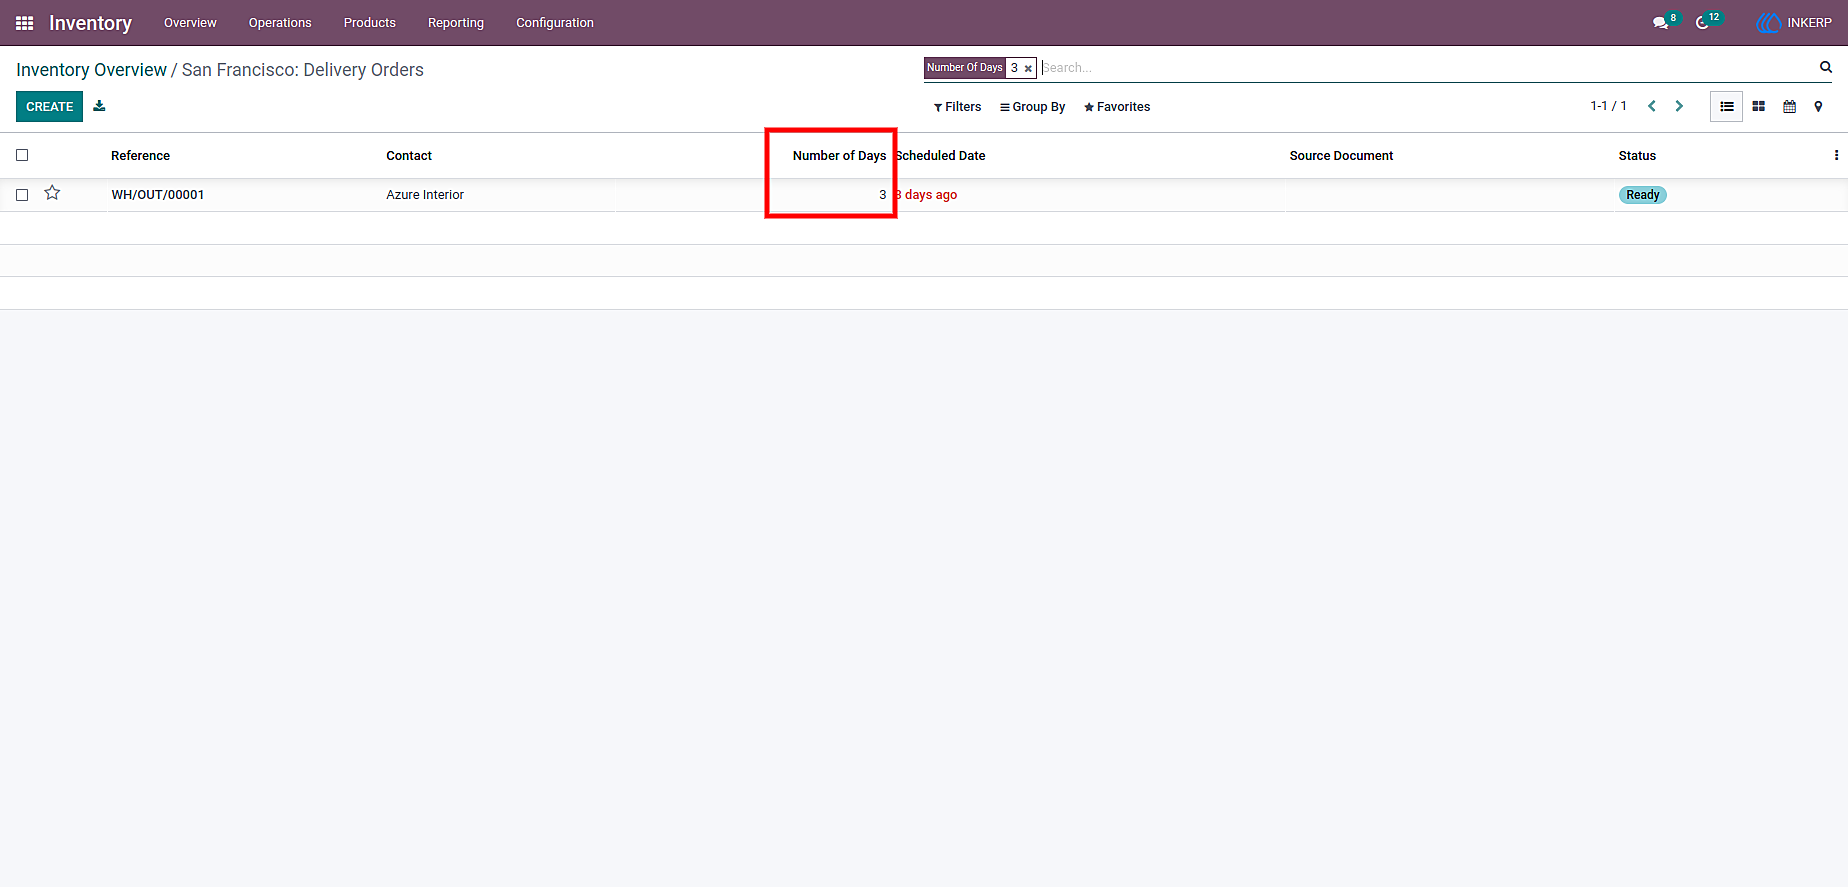 Inventory Overview Operations Products Reporting Configuration 8 12 INKERP
Inventory Overview / San Francisco: Delivery Orders
Number Of Days 3 Search...
CREATE Filters Group By Favorites 1-1 / 1
Reference Contact Number of Days Scheduled Date Source Document Status
WH/OUT/00001 Azure Interior 3 3 days ago Ready